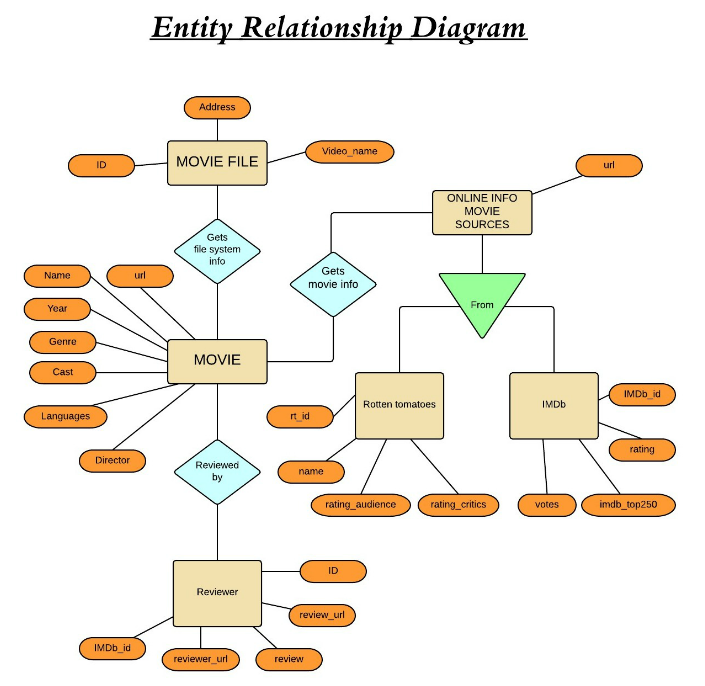 Entity Relationship Diagram
Address
MOVIE FILE
ID
Video_name
url
ONLINE INFO
MOVIE
SOURCES
Gets
file system
info
Gets
movie info
Name
url
Year
From
Genre
MOVIE
Cast
Languages
Director
Rotten tomatoes
IMDb
IMDb_id
rt_id
rating
name
rating_audience
rating_critics
votes
imdb_top250
Reviewed
by
Reviewer
ID
review_url
IMDb_id
reviewer_url
review